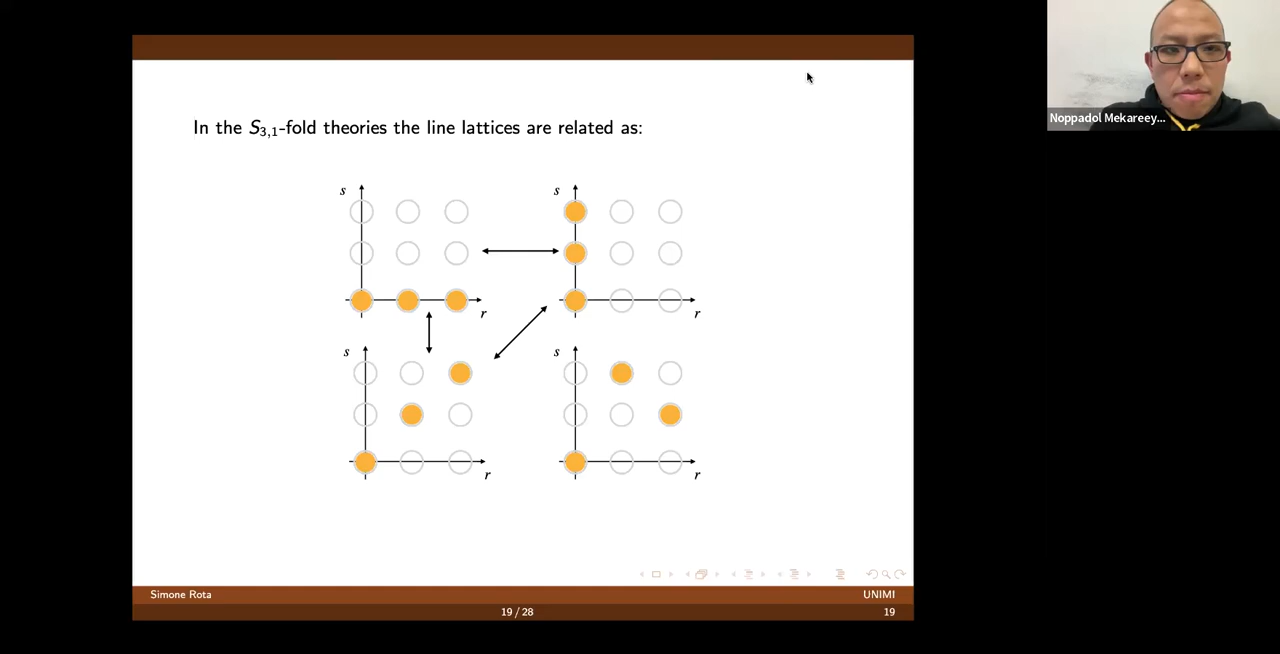 In the S3,1-fold theories the line lattices are related as:
s
s
r
r
s
s
r
r
Simone Rota
UNIMI
19 / 28
19
Noppadol Mekareey...